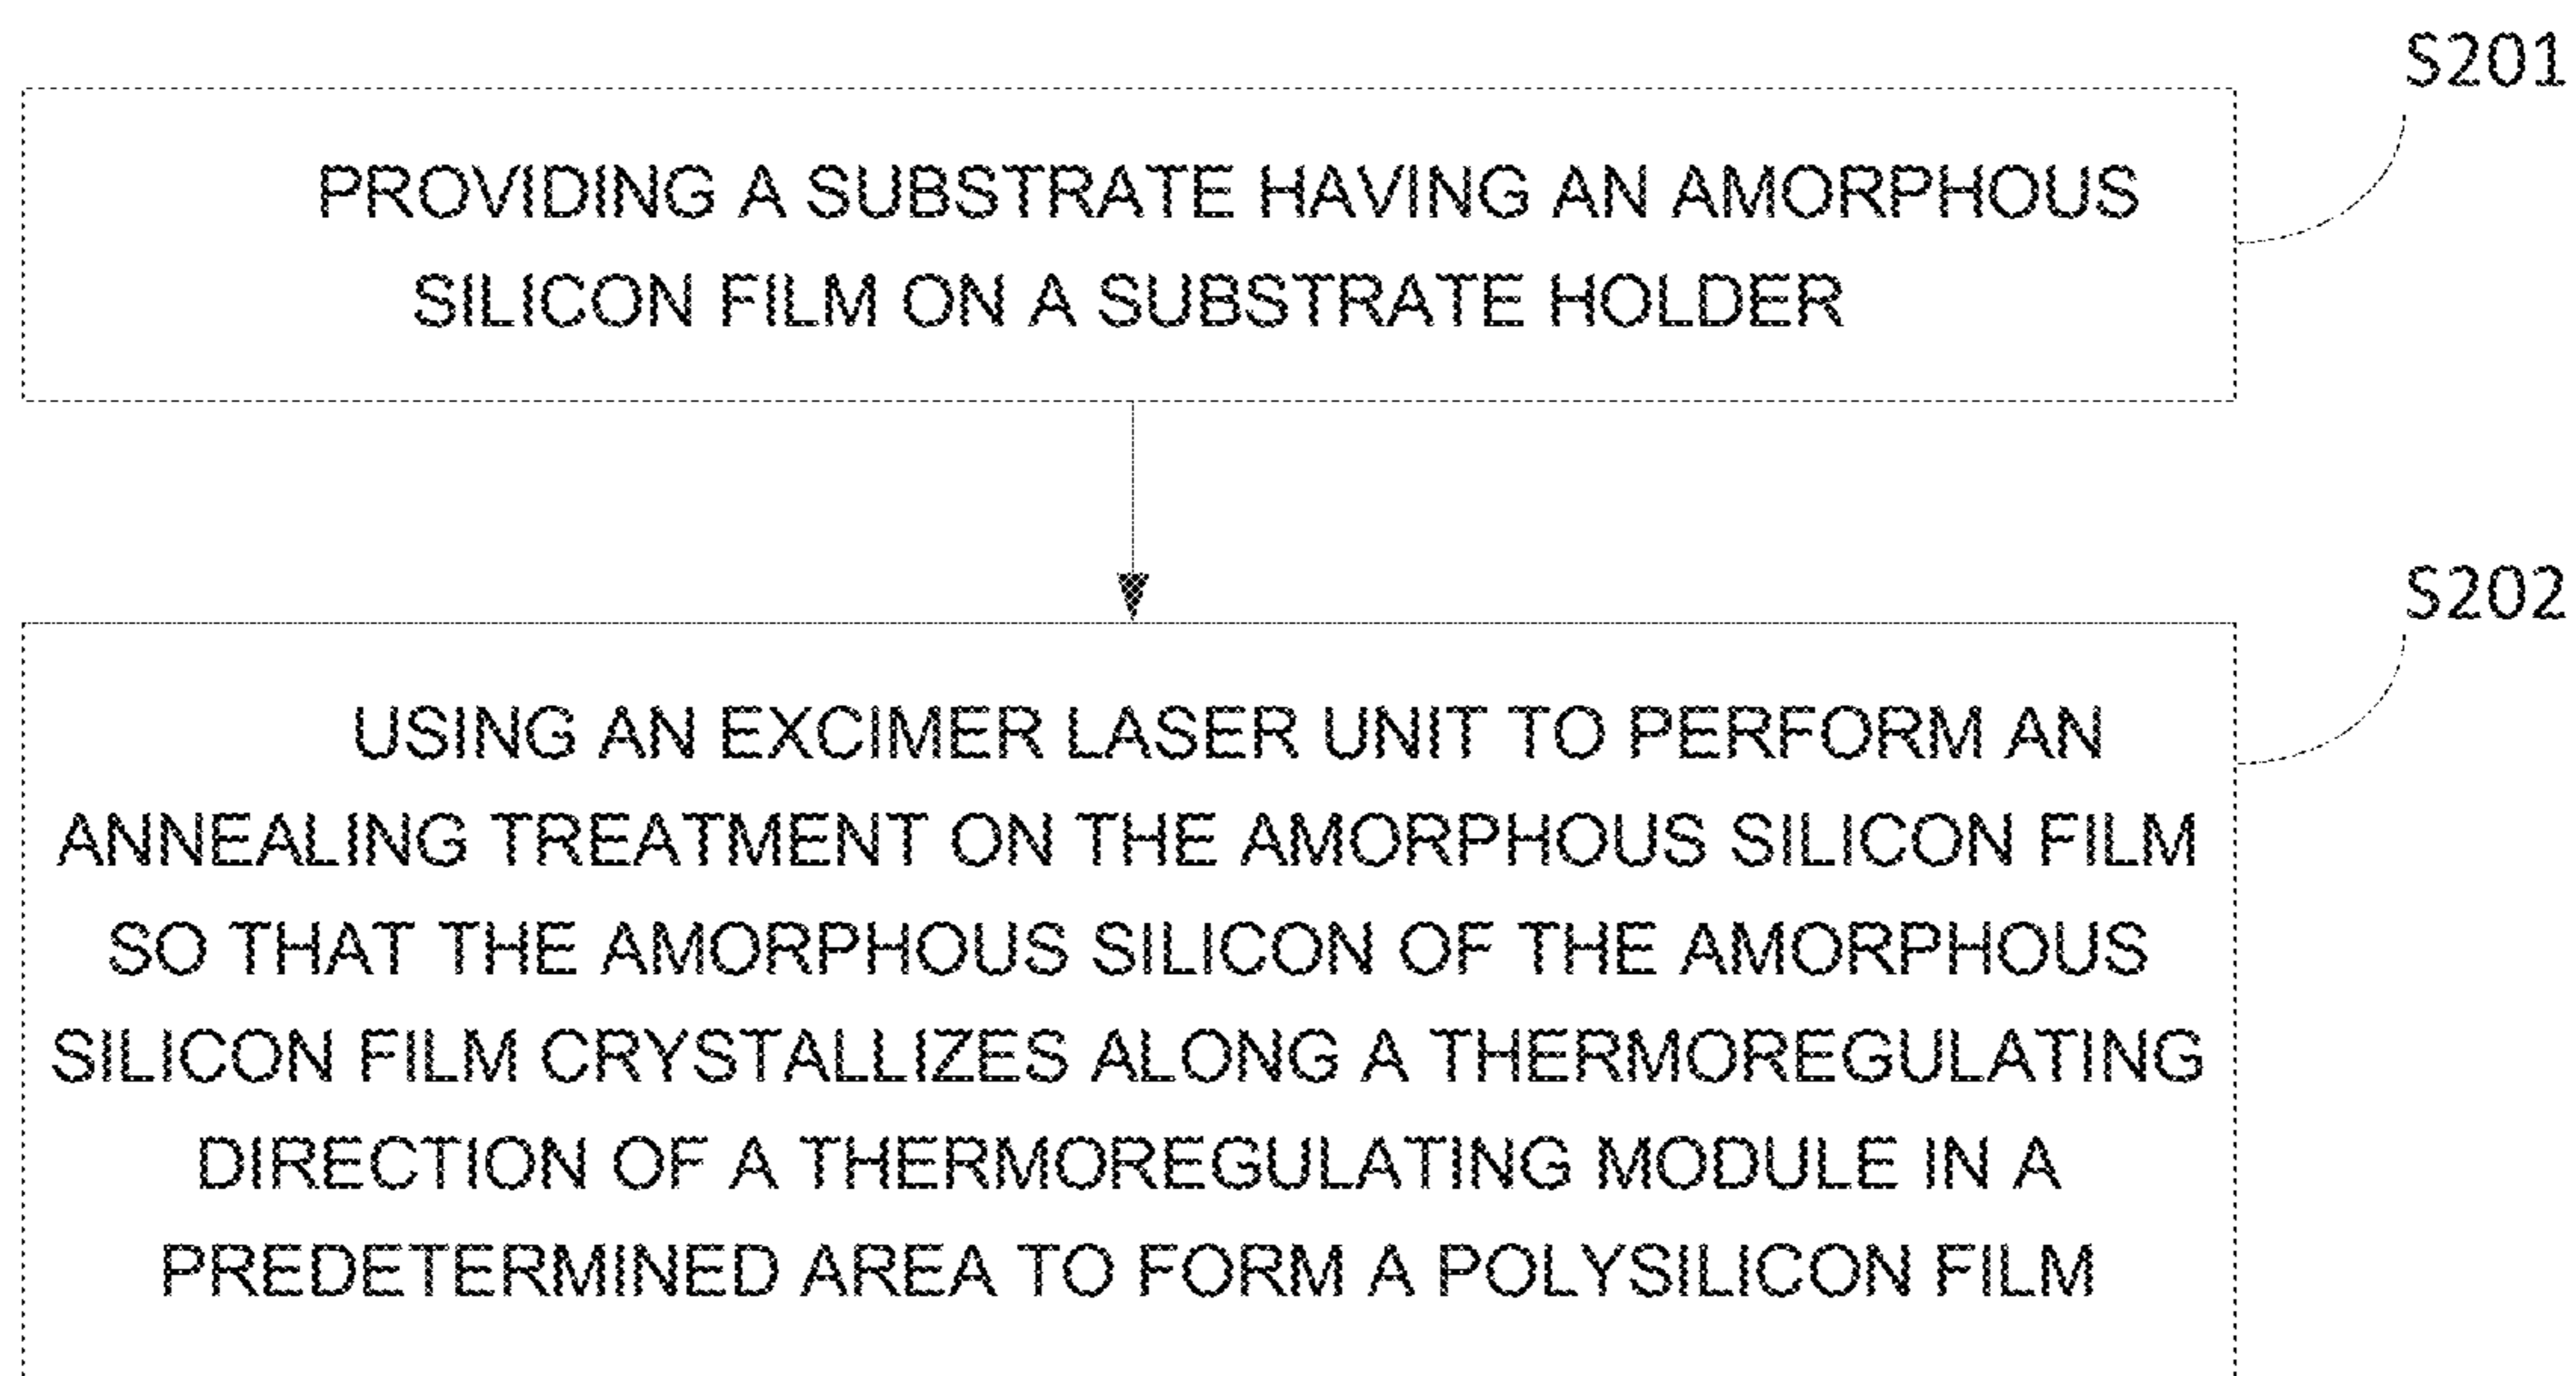 S201
PROVIDING A SUBSTRATE HAVING AN AMORPHOUS
SILICON FILM ON A SUBSTRATE HOLDER
S202
USING AN EXCIMER LASER UNIT TO PERFORM AN
ANNEALING TREATMENT ON THE AMORPHOUS SILICON FILM
SO THAT THE AMORPHOUS SILICON OF THE AMORPHOUS
SILICON FILM CRYSTALLIZES ALONG A THERMOREGULATING
DIRECTION OF A THERMOREGULATING MODULE IN A
PREDETERMINED AREA TO FORM A POLYSILICON FILM